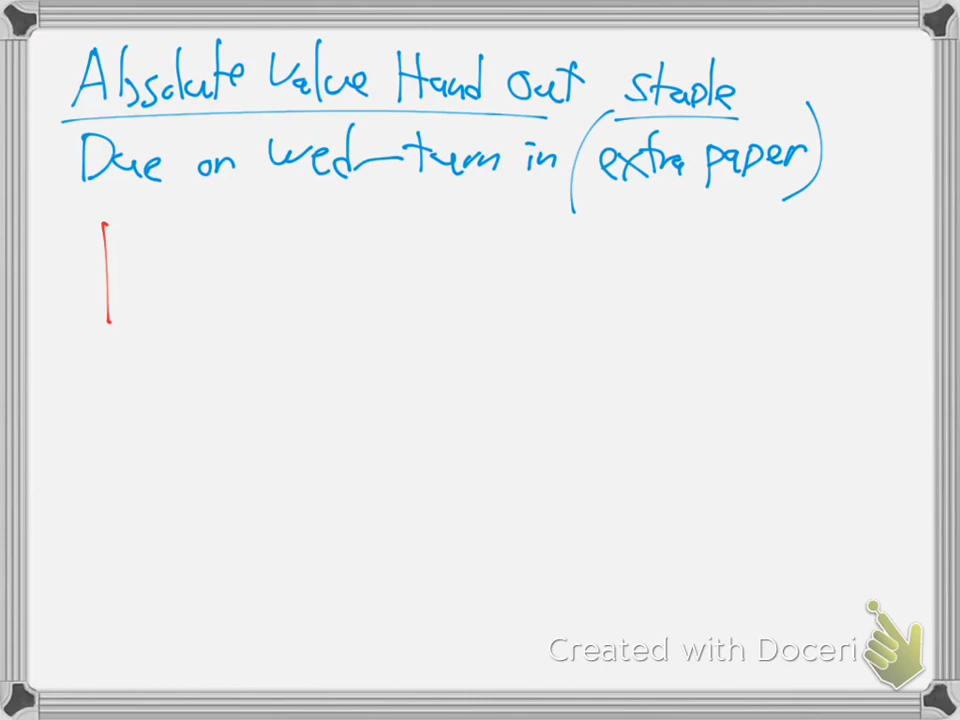 Absolute Value Hand Out staple
Due on Wed—turn in (extra paper)
|
Created with Doceri